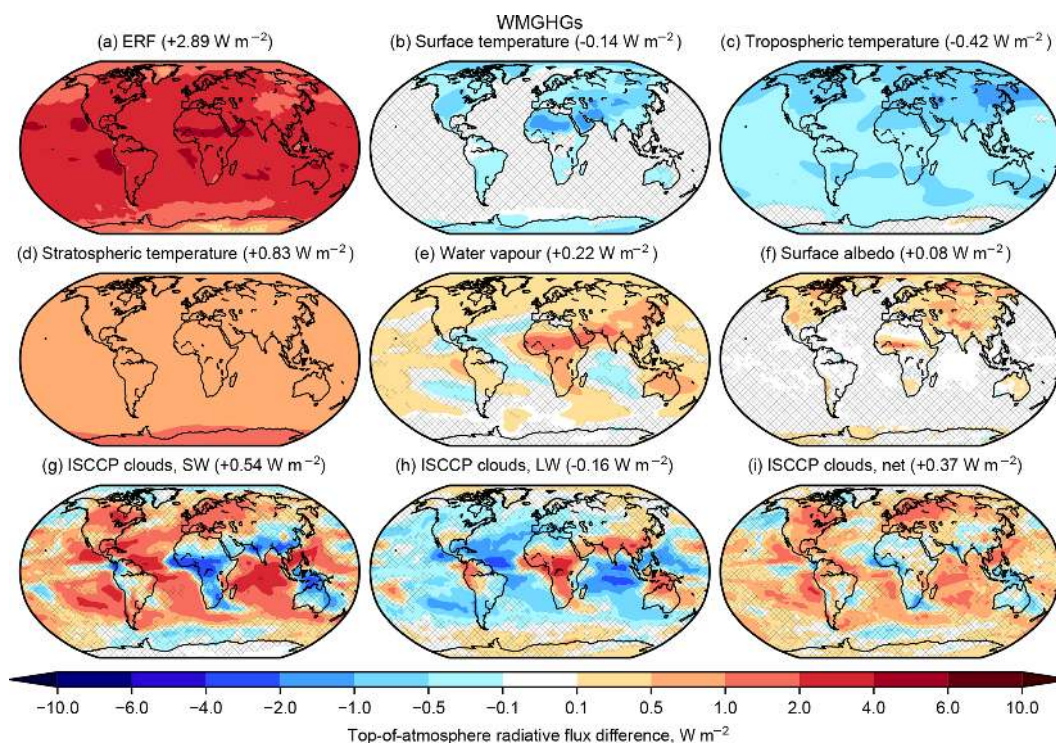 WMGHGs
(a) ERF (+2.89 W m−2) (b) Surface temperature (-0.14 W m−2) (c) Tropospheric temperature (-0.42 W m−2)
(d) Stratospheric temperature (+0.83 W m−2) (e) Water vapour (+0.22 W m−2) (f) Surface albedo (+0.08 W m−2)
(g) ISCCP clouds, SW (+0.54 W m−2) (h) ISCCP clouds, LW (-0.16 W m−2) (i) ISCCP clouds, net (+0.37 W m−2)
−10.0 −6.0 −4.0 −2.0 −1.0 −0.5 −0.1 0.1 0.5 1.0 2.0 4.0 6.0 10.0
Top-of-atmosphere radiative flux difference, W m−2